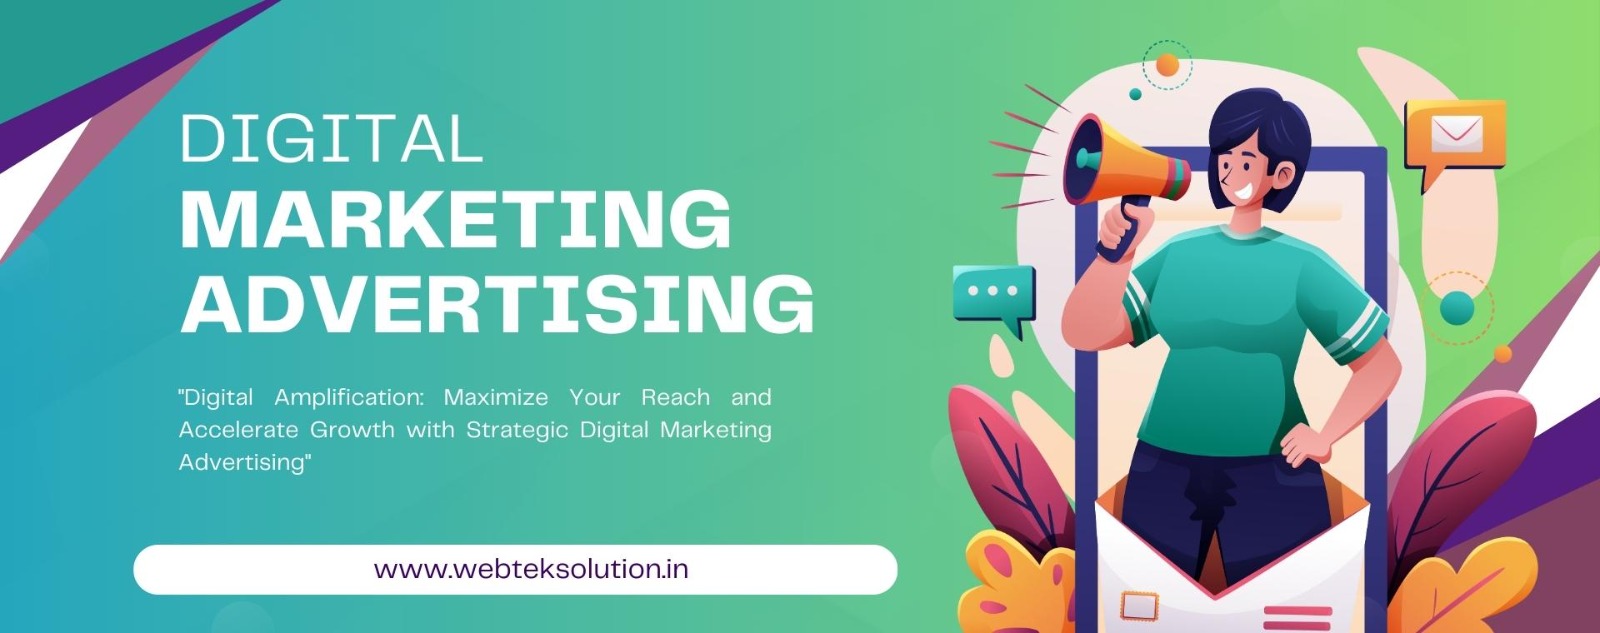 DIGITAL
MARKETING
ADVERTISING
"Digital Amplification: Maximize Your Reach and
Accelerate Growth with Strategic Digital Marketing
Advertising"
www.webteksolution.in